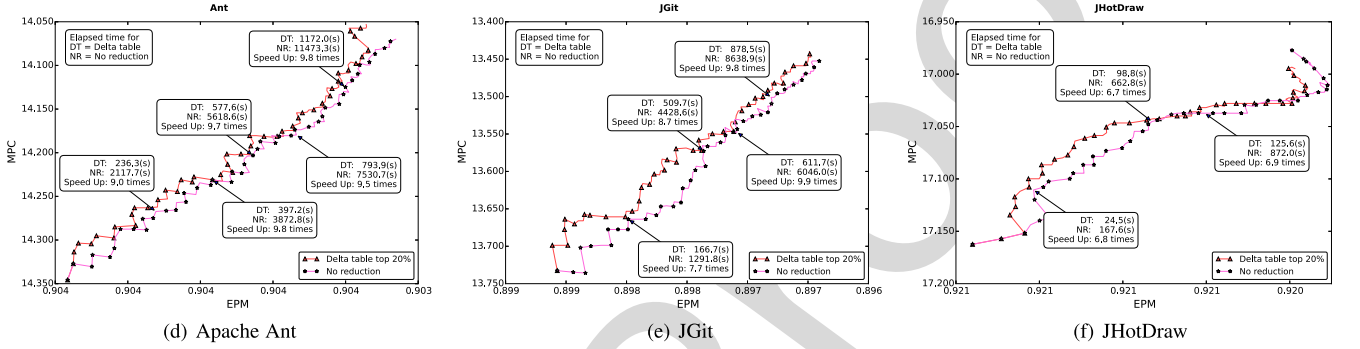 Ant
14.050
14.100
14.150
14.200
14.250
14.300
14.350
MPC
Elapsed time for
DT = Delta table
NR = No reduction
DT: 1172.0(s)
NR: 11473,3(s)
Speed Up: 9.8 times
DT: 577,6(s)
NR: 5618.6(s)
Speed Up: 9,7 times
DT: 236,3(s)
NR: 2117.7(s)
Speed Up: 9,0 times
DT: 793,9(s)
NR: 7530.7(s)
Speed Up: 9,5 times
DT: 397.2(s)
NR: 3872,8(s)
Speed Up: 9.8 times
Delta table top 20%
No reduction
0.904
0.904
0.904
0.904
0.904
0.903
EPM
(d) Apache Ant
JGit
13,400
13,450
13,500
13,550
13,600
13,650
13,700
13,750
MPC
Elapsed time for
DT = Delta table
NR = No reduction
DT: 878,5(s)
NR: 8638,9(s)
Speed Up: 9.8 times
DT: 509.7(s)
NR: 4428,6(s)
Speed Up: 8.7 times
DT: 611,7(s)
NR: 6046.0(s)
Speed Up: 9.9 times
DT: 166,7(s)
NR: 1291.8(s)
Speed Up: 7.7 times
Delta table top 20%
No reduction
0.899
0.899
0.898
0.898
0.897
0.897
0.896
EPM
(e) JGit
JHotDraw
16,950
17.000
17.050
17.100
17.150
17.200
MPC
Elapsed time for
DT = Delta table
NR = No reduction
DT: 98,8(s)
NR: 662,8(s)
Speed Up: 6,7 times
DT: 125,6(s)
NR: 872.0(s)
Speed Up: 6,9 times
DT: 24,5(s)
NR: 167,6(s)
Speed Up: 6,8 times
Delta table top 20%
No reduction
0.921
0.921
0.921
0.921
0.920
EPM
(f) JHotDraw